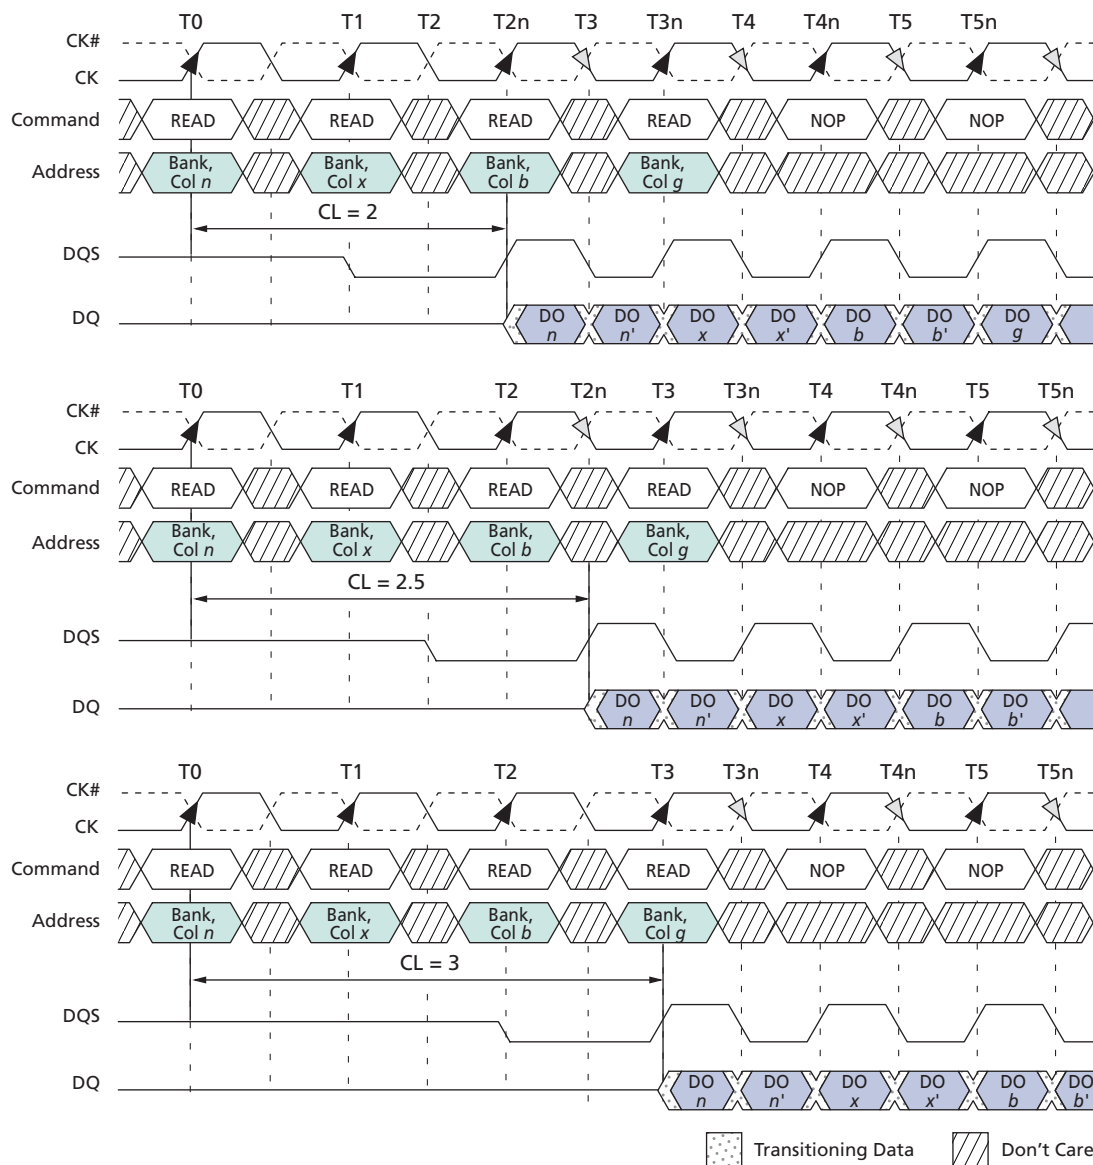 T0 T1 T2 T2n T3 T3n T4 T4n T5 T5n
CK#
CK
Command READ READ READ READ NOP NOP
Address Bank, Col n Bank, Col x Bank, Col b Bank, Col g
CL = 2
DQS
DQ DO n DO n' DO x DO x' DO b DO b' DO g
T0 T1 T2 T2n T3 T3n T4 T4n T5 T5n
CK#
CK
Command READ READ READ READ NOP NOP
Address Bank, Col n Bank, Col x Bank, Col b Bank, Col g
CL = 2.5
DQS
DQ DO n DO n' DO x DO x' DO b DO b'
T0 T1 T2 T3 T3n T4 T4n T5 T5n
CK#
CK
Command READ READ READ READ NOP NOP
Address Bank, Col n Bank, Col x Bank, Col b Bank, Col g
CL = 3
DQS
DQ DO n DO n' DO x DO x' DO b DO b'
Transitioning Data Don't Care